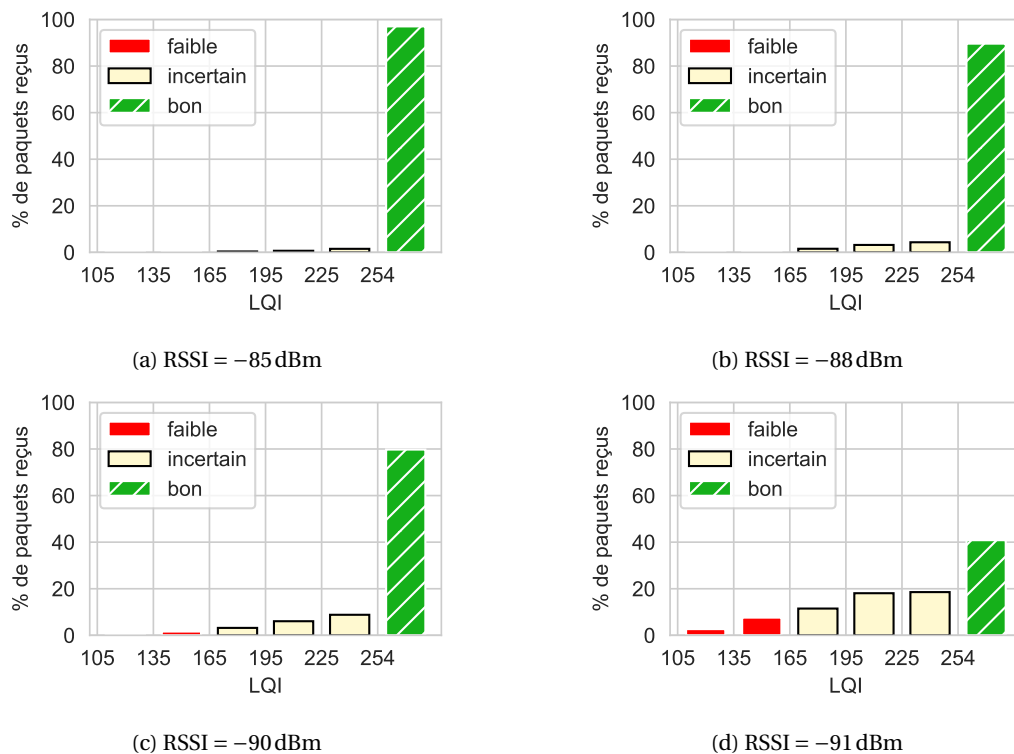 100
80
60
40
20
0
% de paquets reçus
faible
incertain
bon
105 135 165 195 225 254
LQI
(a) RSSI = −85 dBm
100
80
60
40
20
0
% de paquets reçus
faible
incertain
bon
105 135 165 195 225 254
LQI
(b) RSSI = −88 dBm
100
80
60
40
20
0
% de paquets reçus
faible
incertain
bon
105 135 165 195 225 254
LQI
(c) RSSI = −90 dBm
100
80
60
40
20
0
% de paquets reçus
faible
incertain
bon
105 135 165 195 225 254
LQI
(d) RSSI = −91 dBm